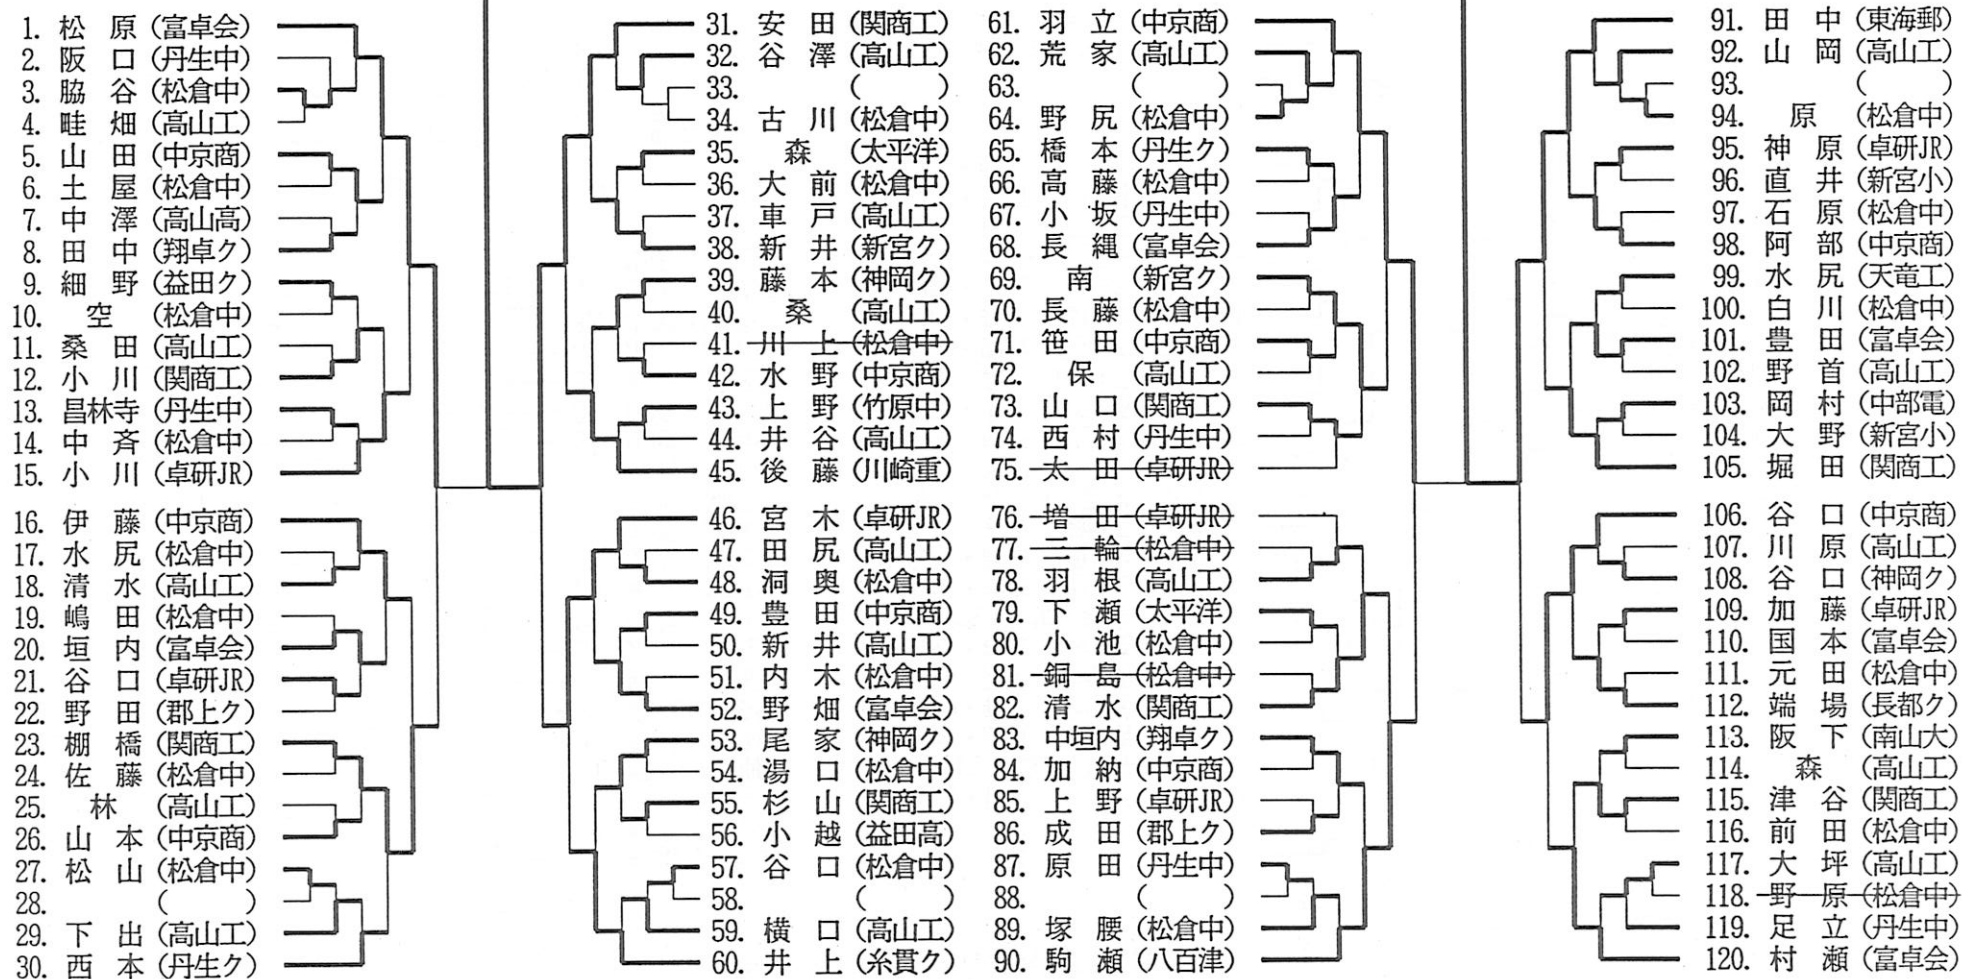 1. 松 原 (富卓会)
2. 阪 口 (丹生中)
3. 脇 谷 (松倉中)
4. 畦 畑 (高山工)
5. 山 田 (中京商)
6. 土 屋 (松倉中)
7. 中 澤 (高山高)
8. 田 中 (翔卓ク)
9. 細 野 (益田ク)
10. 空 (松倉中)
11. 桑 田 (高山工)
12. 小 川 (関商工)
13. 昌林寺 (丹生中)
14. 中 斉 (松倉中)
15. 小 川 (卓研JR)
16. 伊 藤 (中京商)
17. 水 尻 (松倉中)
18. 清 水 (高山工)
19. 嶋 田 (松倉中)
20. 垣 内 (富卓会)
21. 谷 口 (卓研JR)
22. 野 田 (郡上ク)
23. 棚 橋 (関商工)
24. 佐 藤 (松倉中)
25. 林 (高山工)
26. 山 本 (中京商)
27. 松 山 (松倉中)
28. ( )
29. 下 出 (高山工)
30. 西 本 (丹生ク)
31. 安 田 (関商工)
32. 谷 澤 (高山工)
33. ( )
34. 古 川 (松倉中)
35. 森 (太平洋)
36. 大 前 (松倉中)
37. 車 戸 (高山工)
38. 新 井 (新宮ク)
39. 藤 本 (神岡ク)
40. 桑 (高山工)
41. 川 上 (松倉中)
42. 水 野 (中京商)
43. 上 野 (竹原中)
44. 井 谷 (高山工)
45. 後 藤 (川崎重)
46. 宮 木 (卓研JR)
47. 田 尻 (高山工)
48. 洞 奥 (松倉中)
49. 豊 田 (中京商)
50. 新 井 (高山工)
51. 内 木 (松倉中)
52. 野 畑 (富卓会)
53. 尾 家 (神岡ク)
54. 湯 口 (松倉中)
55. 杉 山 (関商工)
56. 小 越 (益田高)
57. 谷 口 (松倉中)
58. ( )
59. 横 口 (高山工)
60. 井 上 (糸貫ク)
61. 羽 立 (中京商)
62. 荒 家 (高山工)
63. ( )
64. 野 尻 (松倉中)
65. 橋 本 (丹生ク)
66. 高 藤 (松倉中)
67. 小 坂 (丹生中)
68. 長 縄 (富卓会)
69. 南 (新宮ク)
70. 長 藤 (松倉中)
71. 笹 田 (中京商)
72. 保 (高山工)
73. 山 口 (関商工)
74. 西 村 (丹生中)
75. 太 田 (卓研JR)
76. 増 田 (卓研JR)
77. 三 輪 (松倉中)
78. 羽 根 (高山工)
79. 下 瀬 (太平洋)
80. 小 池 (松倉中)
81. 銅 島 (松倉中)
82. 清 水 (関商工)
83. 中垣内 (翔卓ク)
84. 加 納 (中京商)
85. 上 野 (卓研JR)
86. 成 田 (郡上ク)
87. 原 田 (丹生中)
88. ( )
89. 塚 腰 (松倉中)
90. 駒 瀬 (八百津)
91. 田 中 (東海郵)
92. 山 岡 (高山工)
93. ( )
94. 原 (松倉中)
95. 神 原 (卓研JR)
96. 直 井 (新宮小)
97. 石 原 (松倉中)
98. 阿 部 (中京商)
99. 水 尻 (天竜工)
100. 白 川 (松倉中)
101. 豊 田 (富卓会)
102. 野 首 (高山工)
103. 岡 村 (中部電)
104. 大 野 (新宮小)
105. 堀 田 (関商工)
106. 谷 口 (中京商)
107. 川 原 (高山工)
108. 谷 口 (神岡ク)
109. 加 藤 (卓研JR)
110. 国 本 (富卓会)
111. 元 田 (松倉中)
112. 端 場 (長都ク)
113. 阪 下 (南山大)
114. 森 (高山工)
115. 津 谷 (関商工)
116. 前 田 (松倉中)
117. 大 坪 (高山工)
118. 野 原 (松倉中)
119. 足 立 (丹生中)
120. 村 瀬 (富卓会)